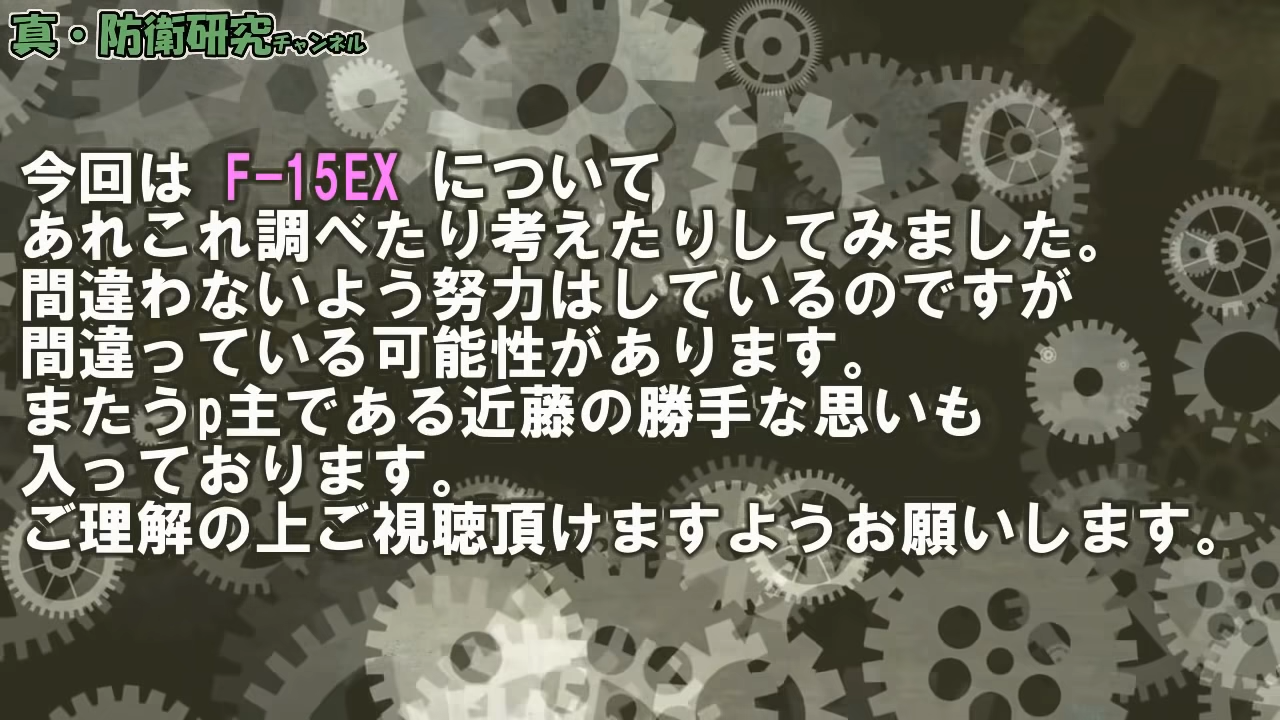 真・防衛研究チャンネル
今回は F-15EX について
あれこれ調べたり考えたりしてみました。
間違わないよう努力はしているのですが
間違っている可能性があります。
またうp主である近藤の勝手な思いも
入っております。
ご理解の上ご視聴頂けますようお願いします。